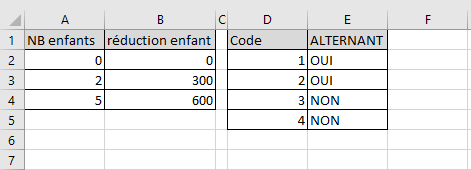 A B C D E F
1 NB enfants réduction enfant Code ALTERNANT
2 0 0 1 OUI
3 2 300 2 OUI
4 5 600 3 NON
5 4 NON
6
7